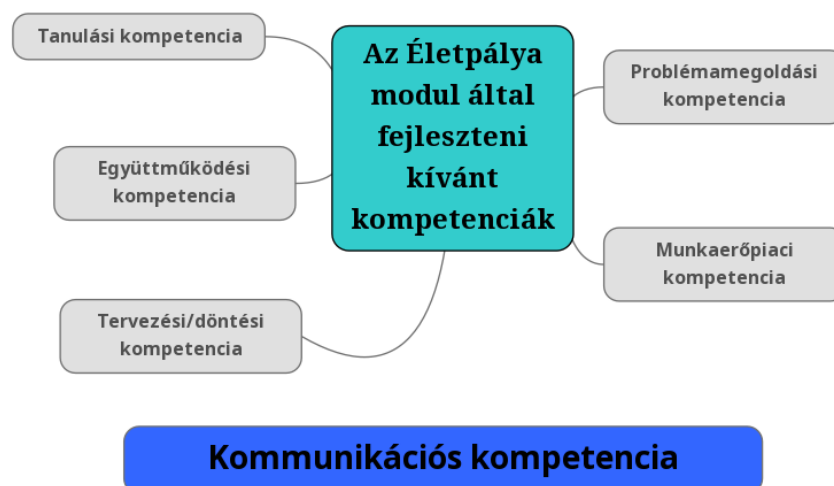 Tanulási kompetencia
Az Életpálya
modul által
fejleszteni
kívánt
kompetenciák
Problémamegoldási
kompetencia
Együttműködési
kompetencia
Munkaerőpiaci
kompetencia
Tervezési/döntési
kompetencia
Kommunikációs kompetencia